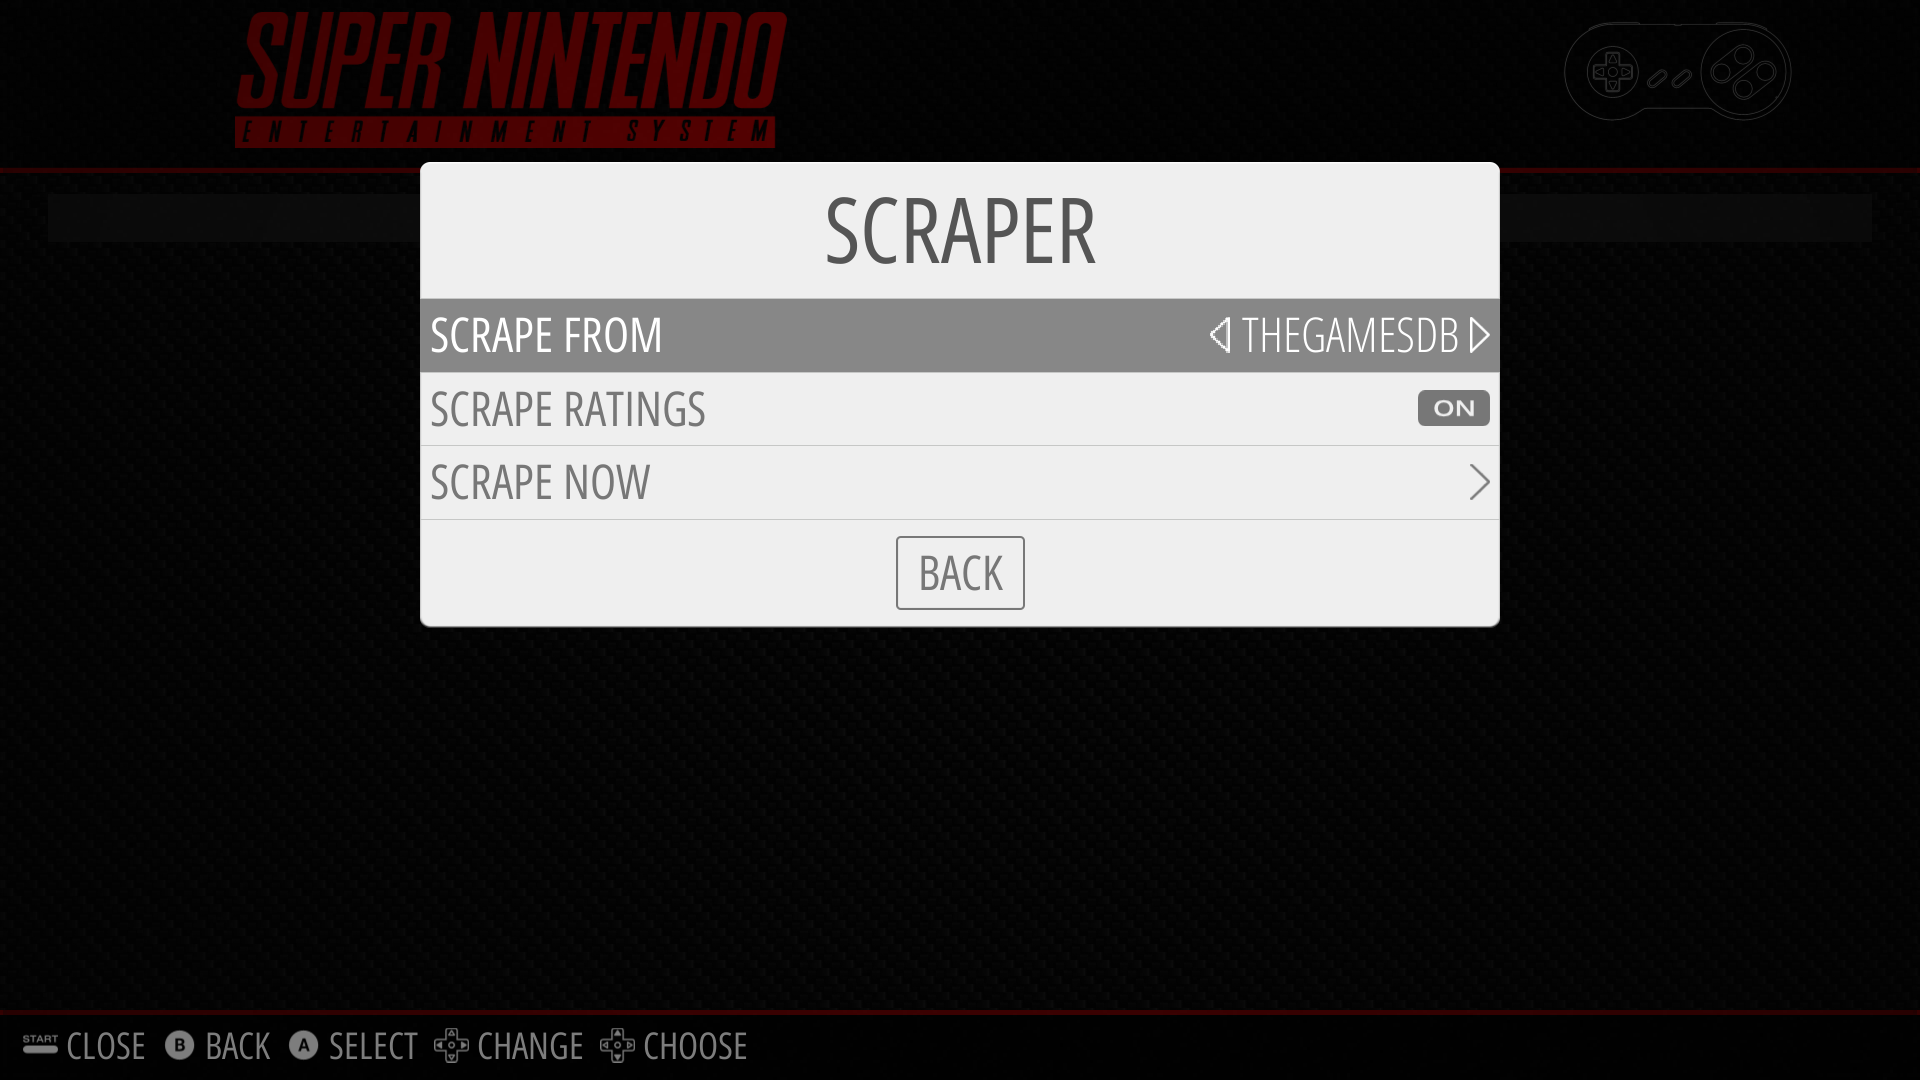 SUPER NINTENDO
ENTERTAINMENT SYSTEM
SCRAPER
SCRAPE FROM THEGAMESDB
SCRAPE RATINGS ON
SCRAPE NOW
BACK
START CLOSE B BACK A SELECT CHANGE CHOOSE